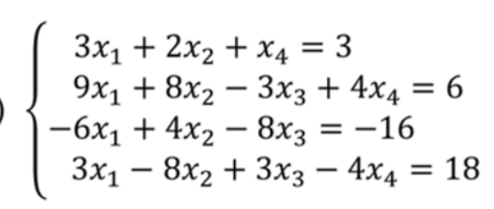 3x₁ + 2x₂ + x₄ = 3
9x₁ + 8x₂ − 3x₃ + 4x₄ = 6
−6x₁ + 4x₂ − 8x₃ = −16
3x₁ − 8x₂ + 3x₃ − 4x₄ = 18